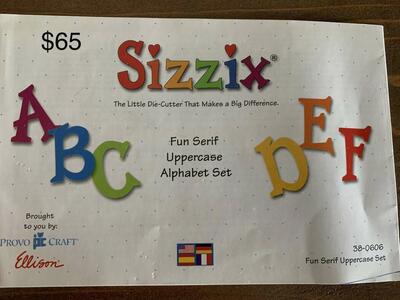 $65
Sizzix®
The Little Die-Cutter That Makes a Big Difference.
ABC
DEF
Fun Serif
Uppercase
Alphabet Set
Brought
to you by:
PROVO CRAFT
Ellison
38-0606
Fun Serif Uppercase Set